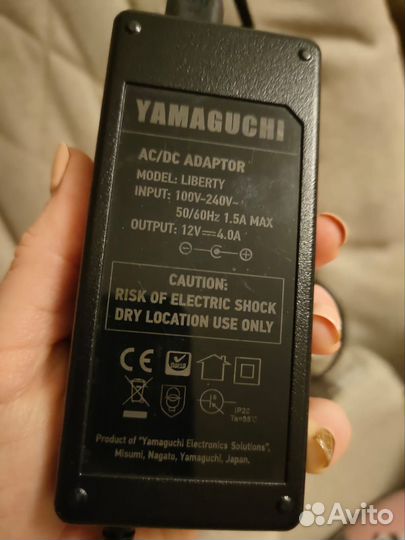 YAMAGUCHI
AC/DC ADAPTOR
MODEL: LIBERTY
INPUT: 100V-240V~
50/60Hz 1.5A MAX
OUTPUT: 12V⎓4.0A
CAUTION:
RISK OF ELECTRIC SHOCK
DRY LOCATION USE ONLY
CE
IP20
Product of "Yamaguchi Electronics Solutions",
Misumi, Nagato, Yamaguchi, Japan.
Avito